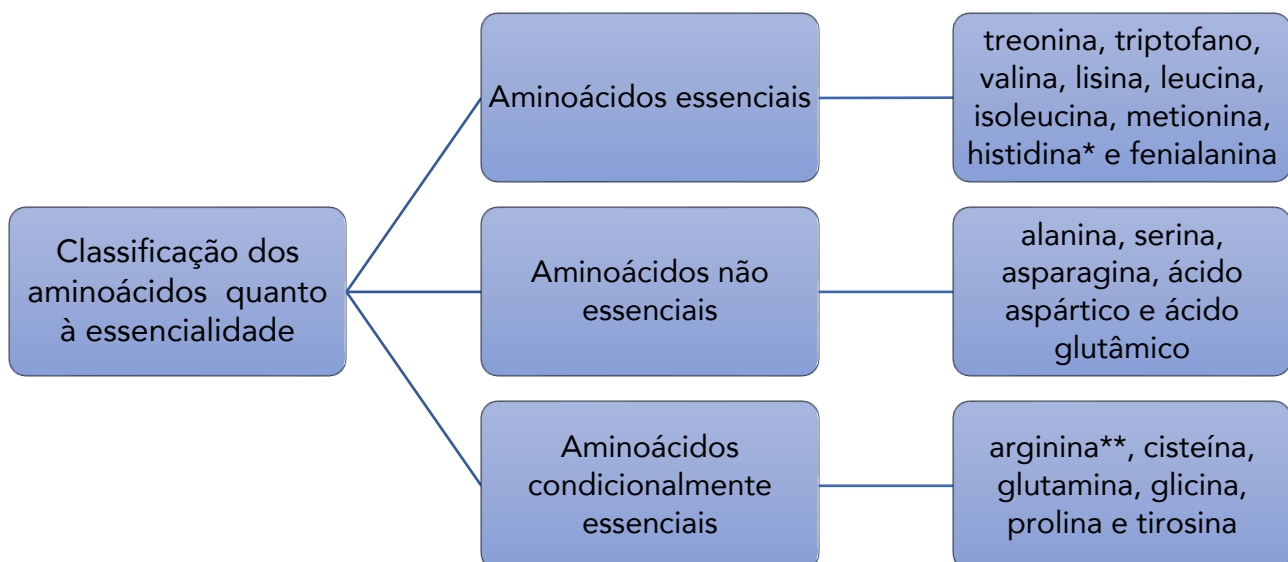 Classificação dos
aminoácidos quanto
à essencialidade
Aminoácidos essenciais
treonina, triptofano,
valina, lisina, leucina,
isoleucina, metionina,
histidina* e fenialanina
Aminoácidos não
essenciais
alanina, serina,
asparagina, ácido
aspártico e ácido
glutâmico
Aminoácidos
condicionalmente
essenciais
arginina**, cisteína,
glutamina, glicina,
prolina e tirosina